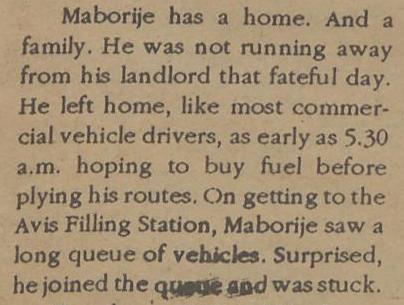 Maborije has a home. And a
family. He was not running away
from his landlord that fateful day.
He left home, like most commer-
cial vehicle drivers, as early as 5.30
a.m. hoping to buy fuel before
plying his routes. On getting to the
Avis Filling Station, Maborije saw a
long queue of vehicles. Surprised,
he joined the queue and was stuck.